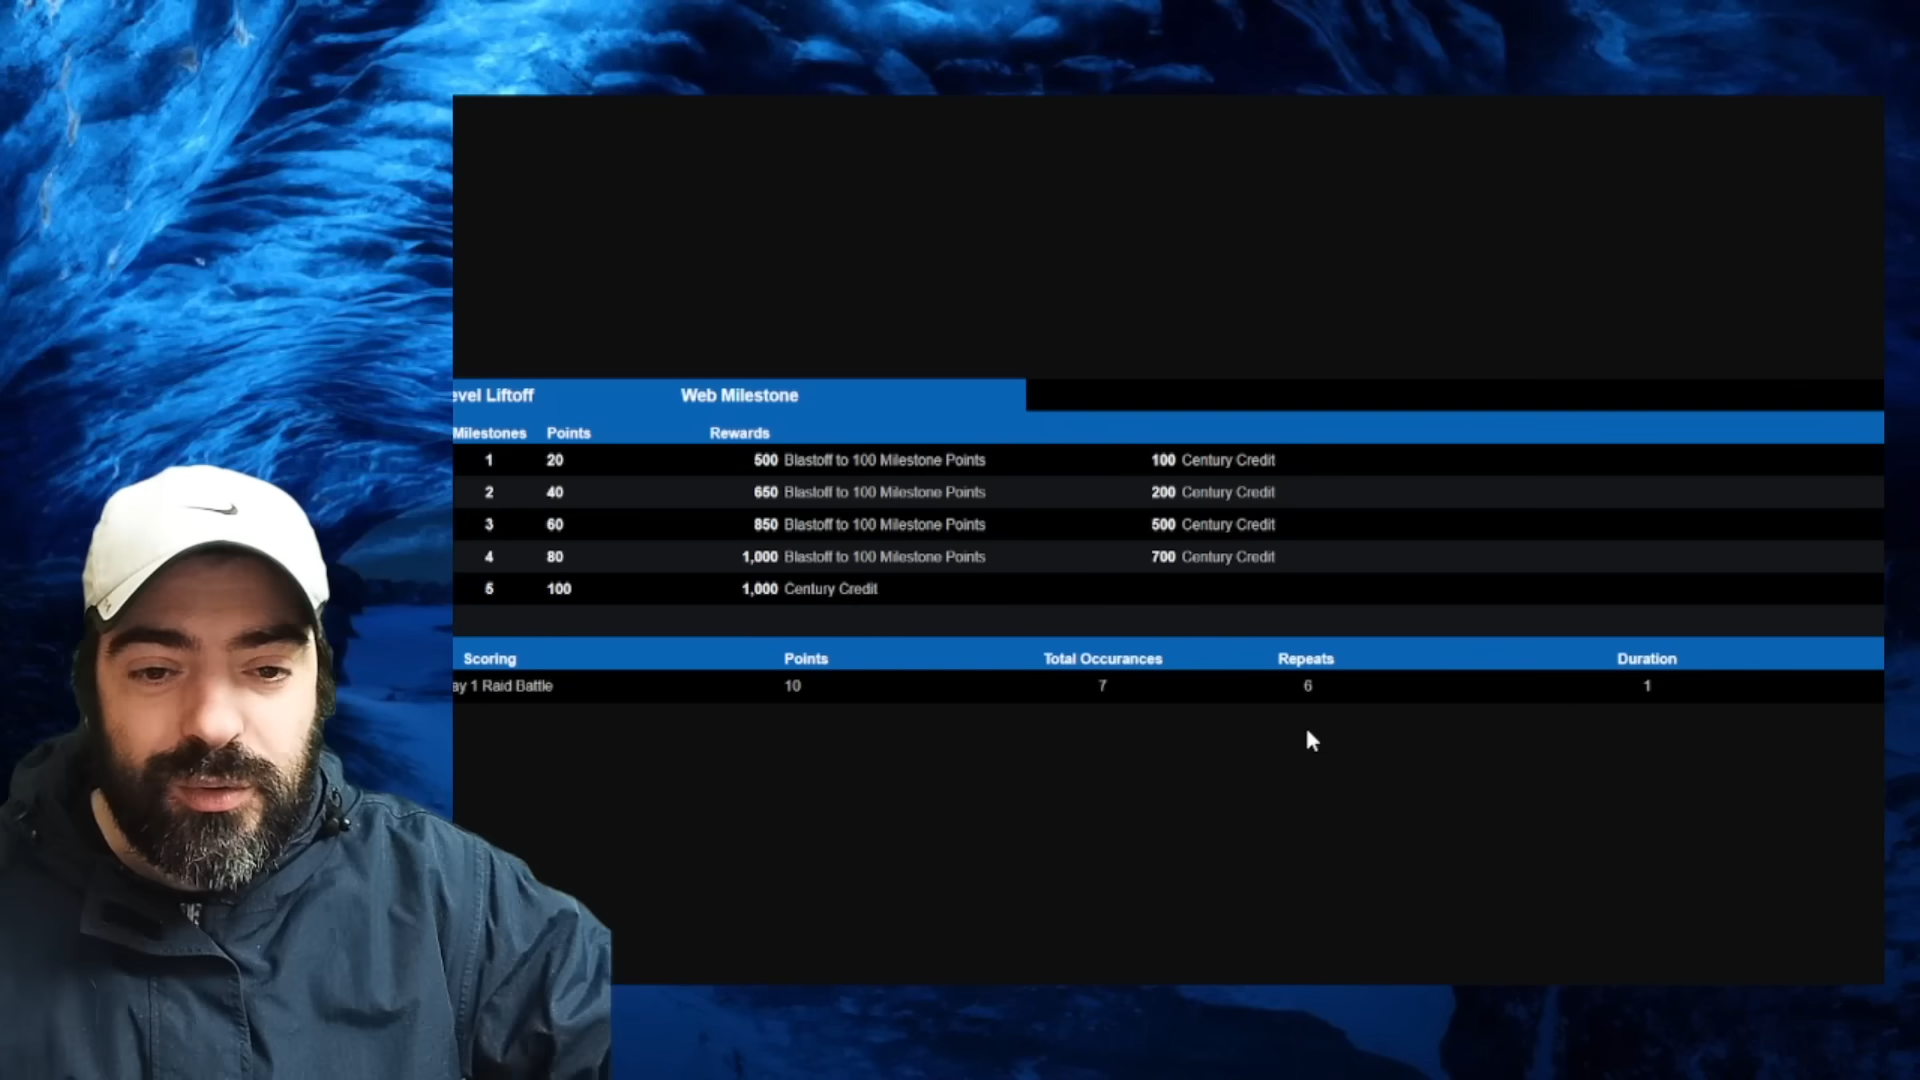 evel Liftoff Web Milestone
Milestones Points Rewards
1 20 500 Blastoff to 100 Milestone Points 100 Century Credit
2 40 650 Blastoff to 100 Milestone Points 200 Century Credit
3 60 850 Blastoff to 100 Milestone Points 500 Century Credit
4 80 1,000 Blastoff to 100 Milestone Points 700 Century Credit
5 100 1,000 Century Credit
Scoring Points Total Occurances Repeats Duration
ay 1 Raid Battle 10 7 6 1